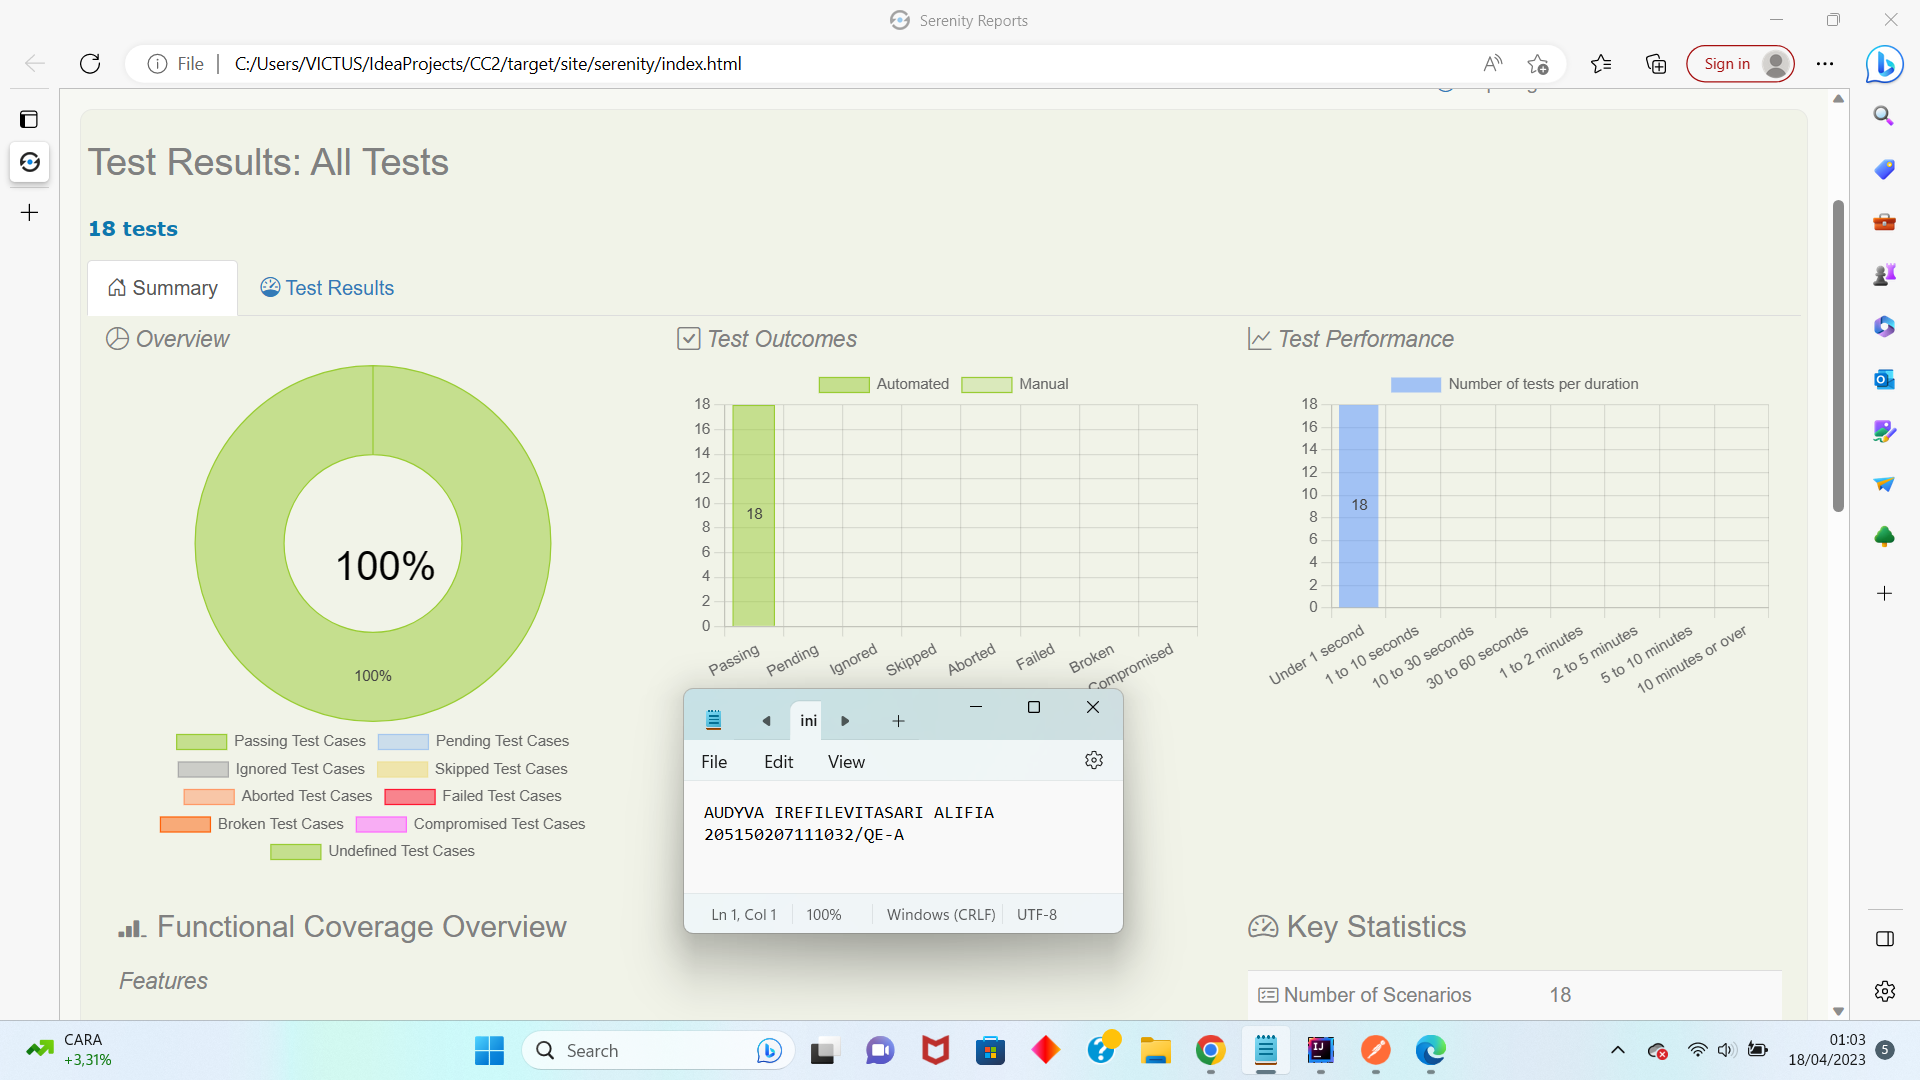 Serenity Reports
File
C:/Users/VICTUS/IdeaProjects/CC2/target/site/serenity/index.html
Sign in
Test Results: All Tests
18 tests
Summary
Test Results
Overview
100%
100%
Passing Test Cases
Pending Test Cases
Ignored Test Cases
Skipped Test Cases
Aborted Test Cases
Failed Test Cases
Broken Test Cases
Compromised Test Cases
Undefined Test Cases
Test Outcomes
Automated
Manual
18
16
14
12
10
8
6
4
2
0
18
Passing
Pending
Ignored
Skipped
Aborted
Failed
Broken
Compromised
Test Performance
Number of tests per duration
18
16
14
12
10
8
6
4
2
0
18
Under 1 second
1 to 10 seconds
10 to 30 seconds
30 to 60 seconds
1 to 2 minutes
2 to 5 minutes
5 to 10 minutes
10 minutes or over
ini
File Edit View
AUDYVA IREFILEVITASARI ALIFIA
205150207111032/QE-A
Ln 1, Col 1
100%
Windows (CRLF)
UTF-8
Functional Coverage Overview
Features
Key Statistics
Number of Scenarios 18
CARA
+3,31%
Search
01:03
18/04/2023
5